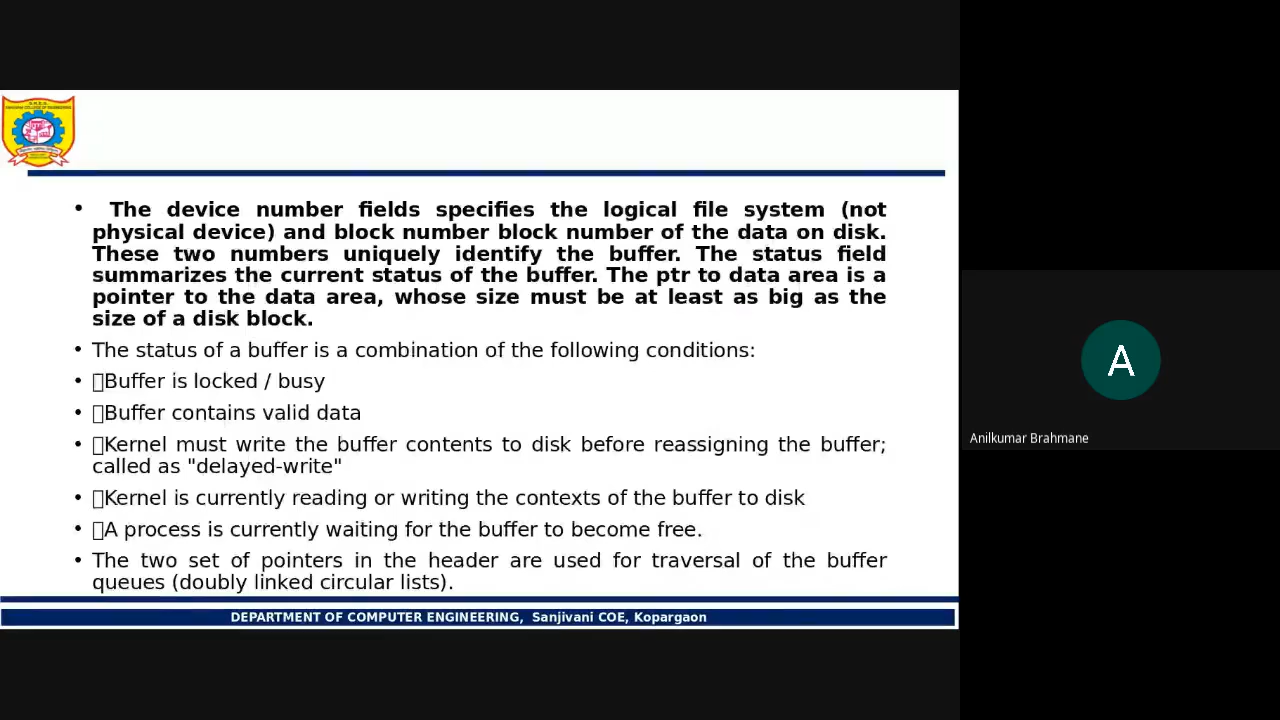 • The device number fields specifies the logical file system (not
physical device) and block number block number of the data on disk.
These two numbers uniquely identify the buffer. The status field
summarizes the current status of the buffer. The ptr to data area is a
pointer to the data area, whose size must be at least as big as the
size of a disk block.
• The status of a buffer is a combination of the following conditions:
• Buffer is locked / busy
• Buffer contains valid data
• Kernel must write the buffer contents to disk before reassigning the buffer;
called as "delayed-write"
• Kernel is currently reading or writing the contexts of the buffer to disk
• A process is currently waiting for the buffer to become free.
• The two set of pointers in the header are used for traversal of the buffer
queues (doubly linked circular lists).
DEPARTMENT OF COMPUTER ENGINEERING, Sanjivani COE, Kopargaon
A
Anilkumar Brahmane